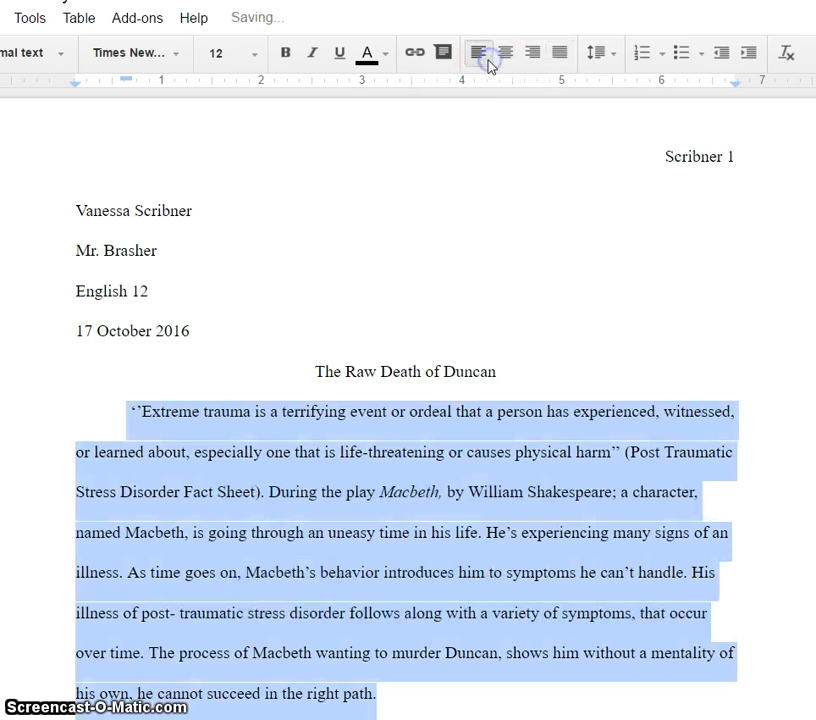 Tools Table Add-ons Help Saving...
mal text Times New... 12 B I U A
1 2 3 4 5 6 7
Scribner 1
Vanessa Scribner
Mr. Brasher
English 12
17 October 2016
The Raw Death of Duncan
‘’Extreme trauma is a terrifying event or ordeal that a person has experienced, witnessed,
or learned about, especially one that is life-threatening or causes physical harm’’ (Post Traumatic
Stress Disorder Fact Sheet). During the play Macbeth, by William Shakespeare; a character,
named Macbeth, is going through an uneasy time in his life. He’s experiencing many signs of an
illness. As time goes on, Macbeth’s behavior introduces him to symptoms he can’t handle. His
illness of post- traumatic stress disorder follows along with a variety of symptoms, that occur
over time. The process of Macbeth wanting to murder Duncan, shows him without a mentality of
his own, he cannot succeed in the right path.
Screencast-O-Matic.com